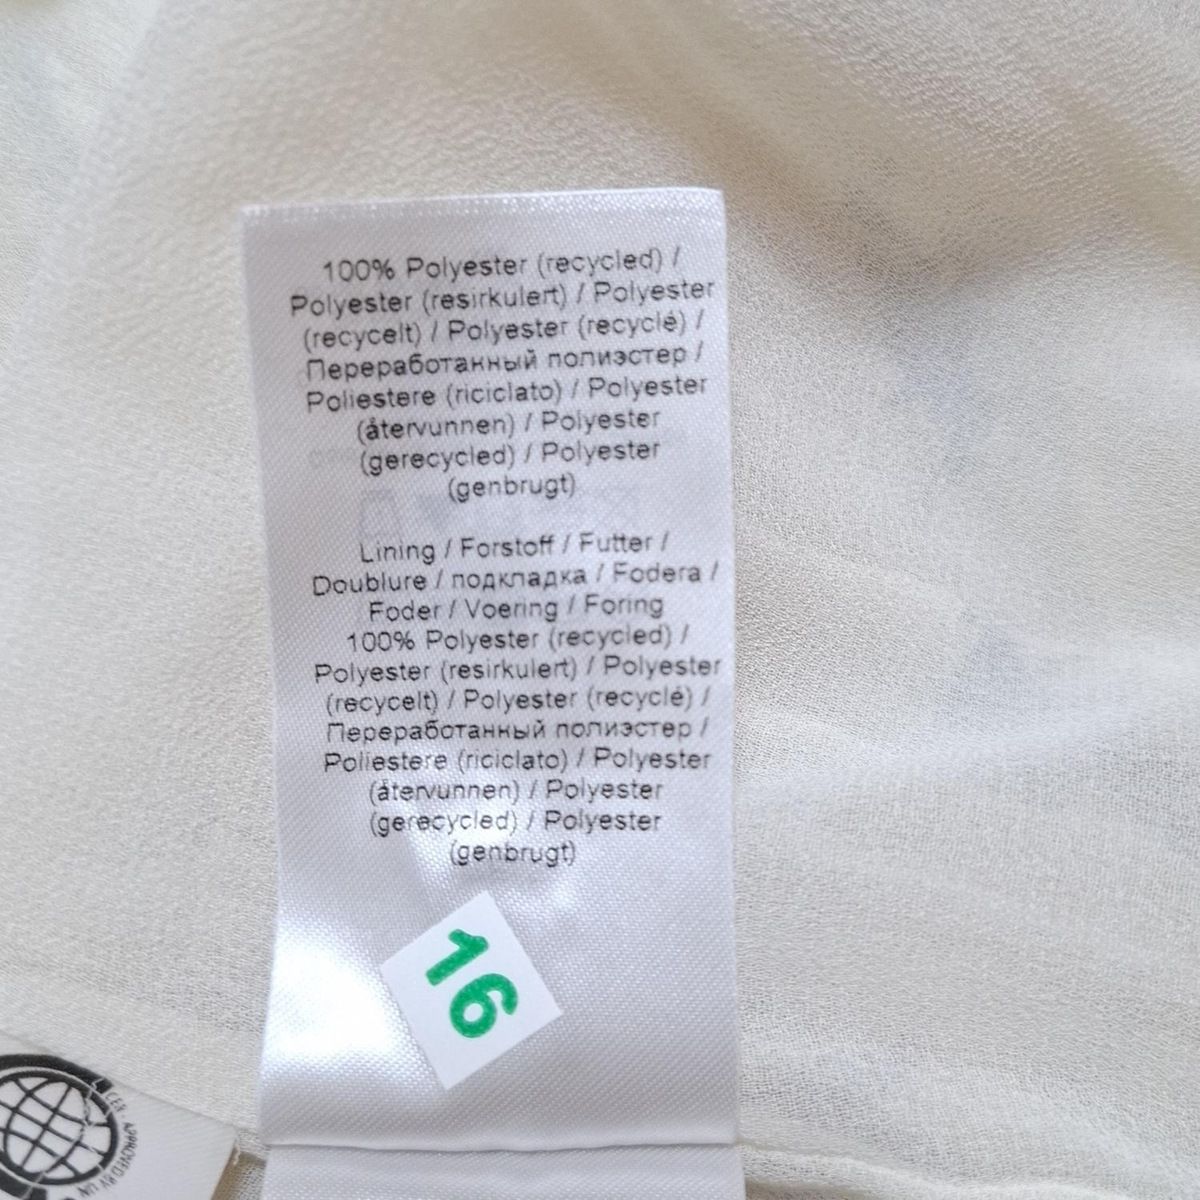 100% Polyester (recycled) /
Polyester (resirkulert) / Polyester
(recycelt) / Polyester (recyclé) /
Переработанный полиэстер /
Poliestere (riciclato) / Polyester
(återvunnen) / Polyester
(gerecycled) / Polyester
(genbrugt)
Lining / Forstoff / Futter /
Doublure / подкладка / Fodera /
Foder / Voering / Foring
100% Polyester (recycled) /
Polyester (resirkulert) / Polyester
(recycelt) / Polyester (recyclé) /
Переработанный полиэстер /
Poliestere (riciclato) / Polyester
(återvunnen) / Polyester
(gerecycled) / Polyester
(genbrugt)
16
APPROVED BY